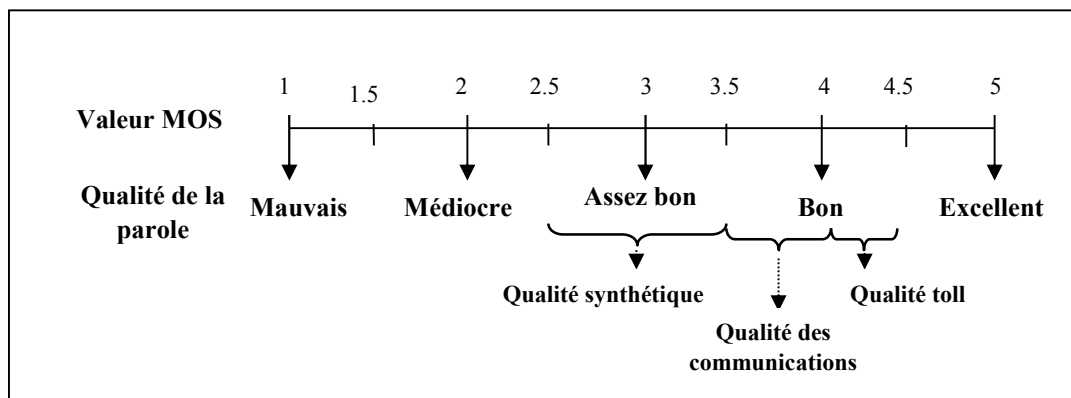 1 1.5 2 2.5 3 3.5 4 4.5 5
Valeur MOS
Qualité de la
parole
Mauvais Médiocre Assez bon Bon Excellent
Qualité synthétique Qualité toll
Qualité des
communications